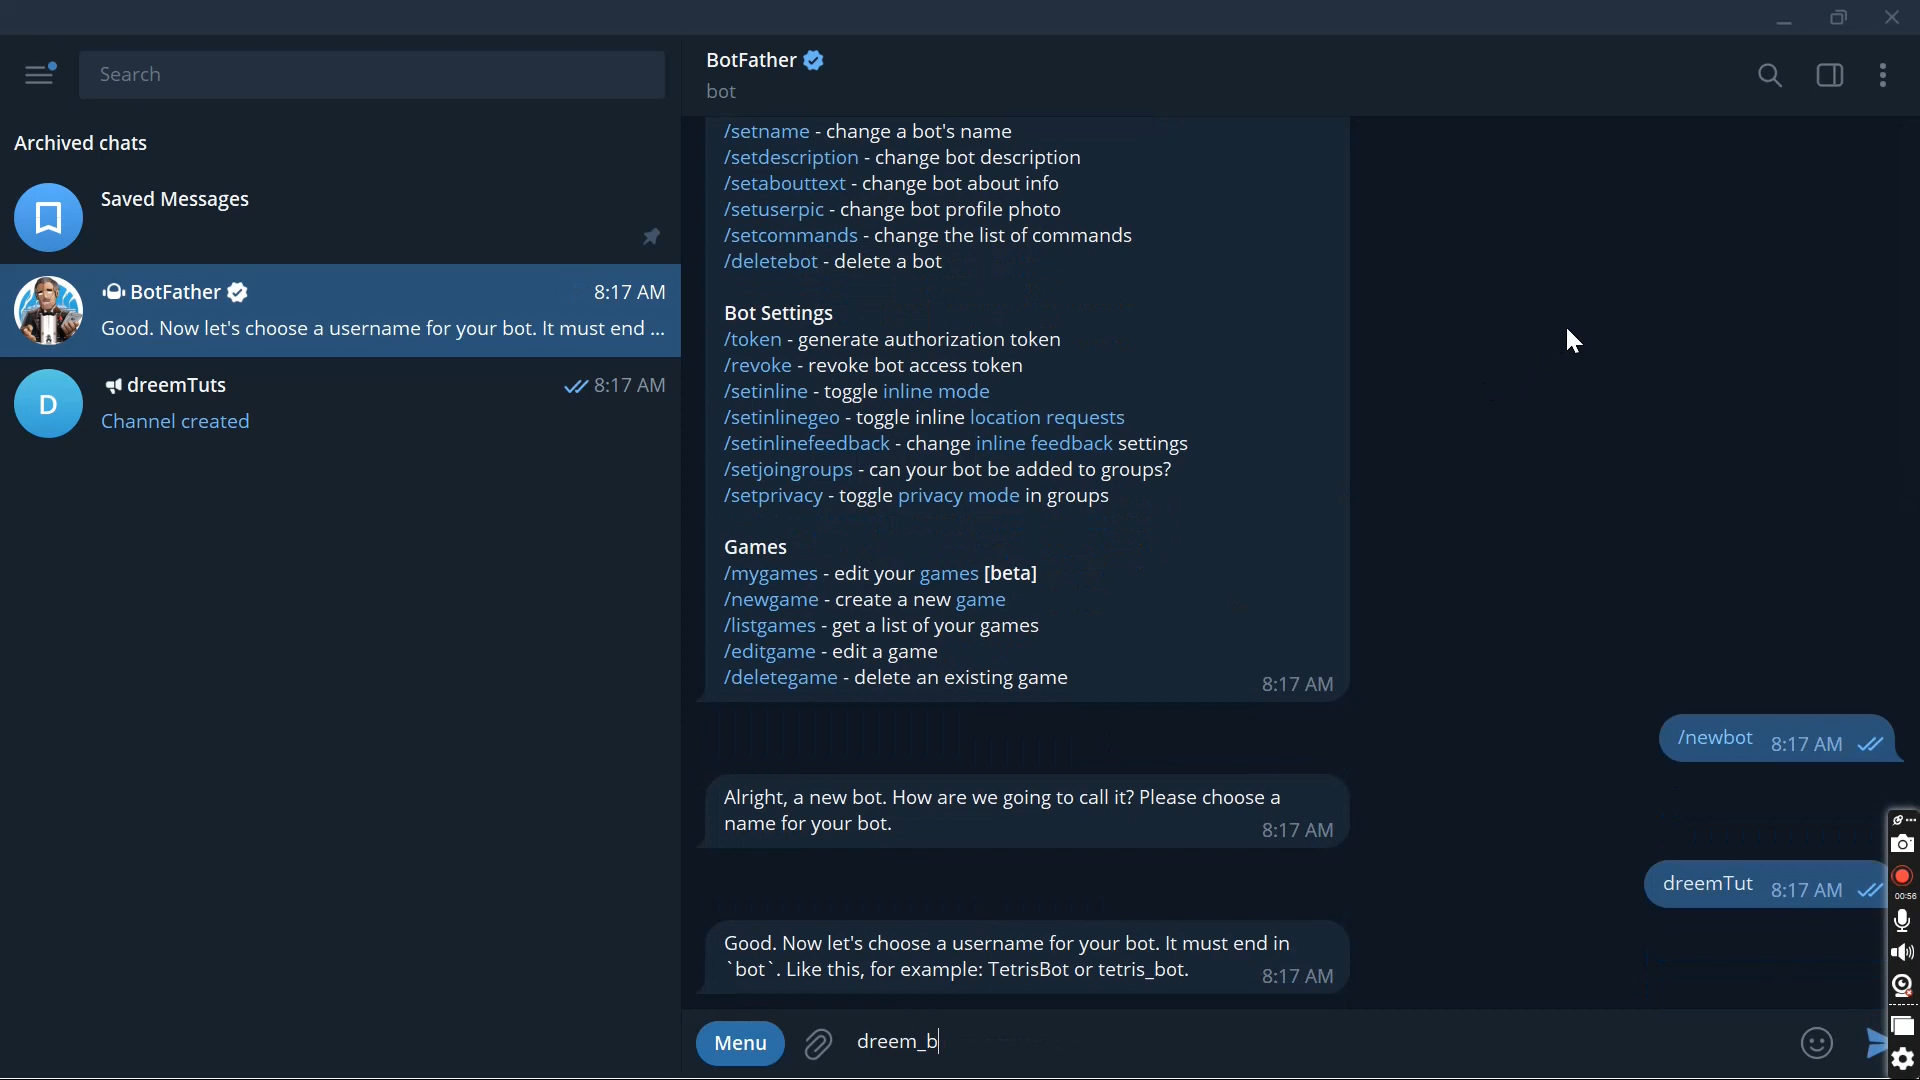 Search
BotFather
bot
Archived chats
Saved Messages
BotFather 8:17 AM
Good. Now let's choose a username for your bot. It must end ...
D
dreemTuts 8:17 AM
Channel created
/setname - change a bot's name
/setdescription - change bot description
/setabouttext - change bot about info
/setuserpic - change bot profile photo
/setcommands - change the list of commands
/deletebot - delete a bot
Bot Settings
/token - generate authorization token
/revoke - revoke bot access token
/setinline - toggle inline mode
/setinlinegeo - toggle inline location requests
/setinlinefeedback - change inline feedback settings
/setjoingroups - can your bot be added to groups?
/setprivacy - toggle privacy mode in groups
Games
/mygames - edit your games [beta]
/newgame - create a new game
/listgames - get a list of your games
/editgame - edit a game
/deletegame - delete an existing game
8:17 AM
/newbot 8:17 AM
Alright, a new bot. How are we going to call it? Please choose a
name for your bot.
8:17 AM
dreemTut 8:17 AM
00:56
Good. Now let's choose a username for your bot. It must end in
`bot`. Like this, for example: TetrisBot or tetris_bot.
8:17 AM
Menu
dreem_b